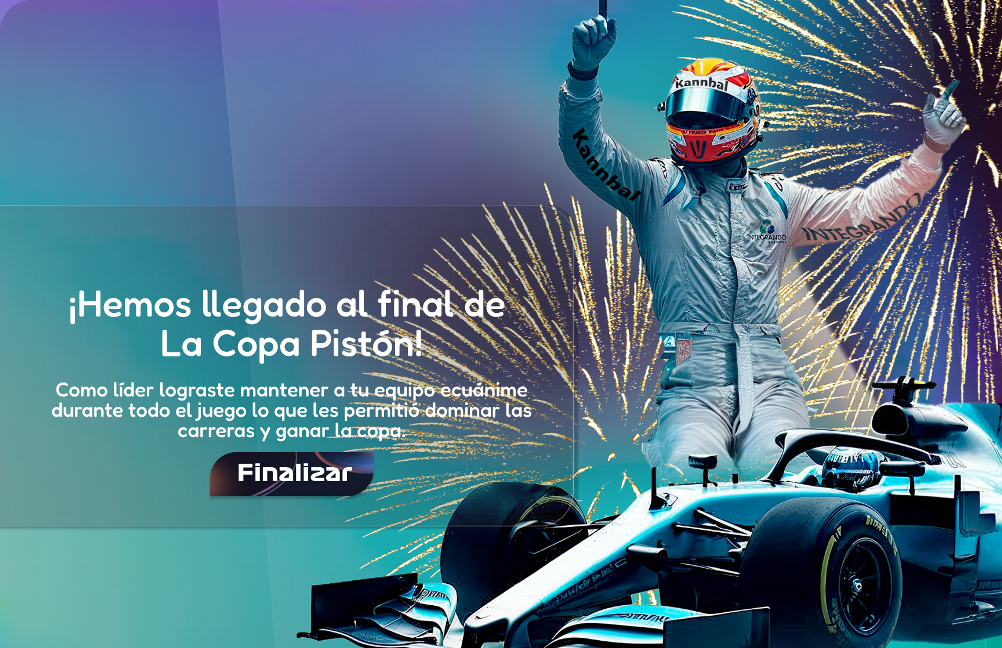 Kannbal
Kannbal
INTEGRANDO
INTEGRANDO
¡Hemos llegado al final de
La Copa Pistón!
Como líder lograste mantener a tu equipo ecuánime
durante todo el juego lo que les permitió dominar las
carreras y ganar la copa.
Finalizar